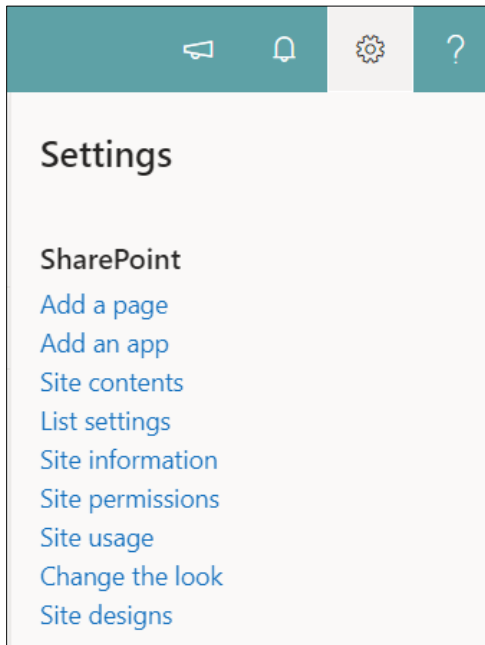 ?
Settings
SharePoint
Add a page
Add an app
Site contents
List settings
Site information
Site permissions
Site usage
Change the look
Site designs